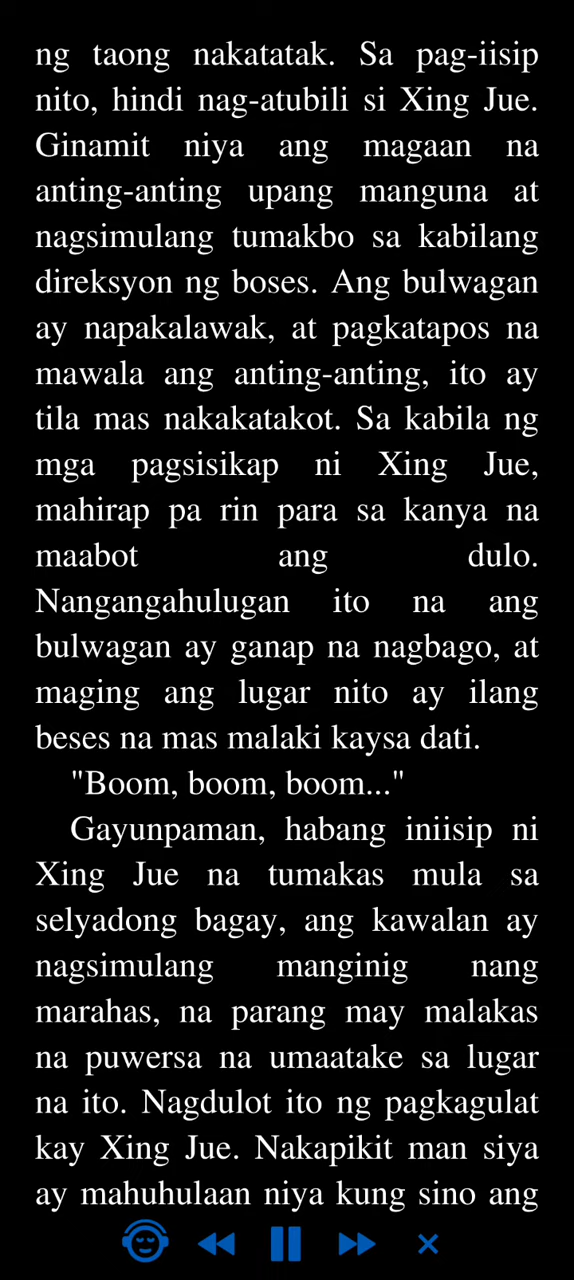 ng taong nakatatak. Sa pag-iisip
nito, hindi nag-atubili si Xing Jue.
Ginamit niya ang magaan na
anting-anting upang manguna at
nagsimulang tumakbo sa kabilang
direksyon ng boses. Ang bulwagan
ay napakalawak, at pagkatapos na
mawala ang anting-anting, ito ay
tila mas nakakatakot. Sa kabila ng
mga pagsisikap ni Xing Jue,
mahirap pa rin para sa kanya na
maabot ang dulo.
Nangangahulugan ito na ang
bulwagan ay ganap na nagbago, at
maging ang lugar nito ay ilang
beses na mas malaki kaysa dati.
"Boom, boom, boom..."
Gayunpaman, habang iniisip ni
Xing Jue na tumakas mula sa
selyadong bagay, ang kawalan ay
nagsimulang manginig nang
marahas, na parang may malakas
na puwersa na umaatake sa lugar
na ito. Nagdulot ito ng pagkagulat
kay Xing Jue. Nakapikit man siya
ay mahuhulaan niya kung sino ang